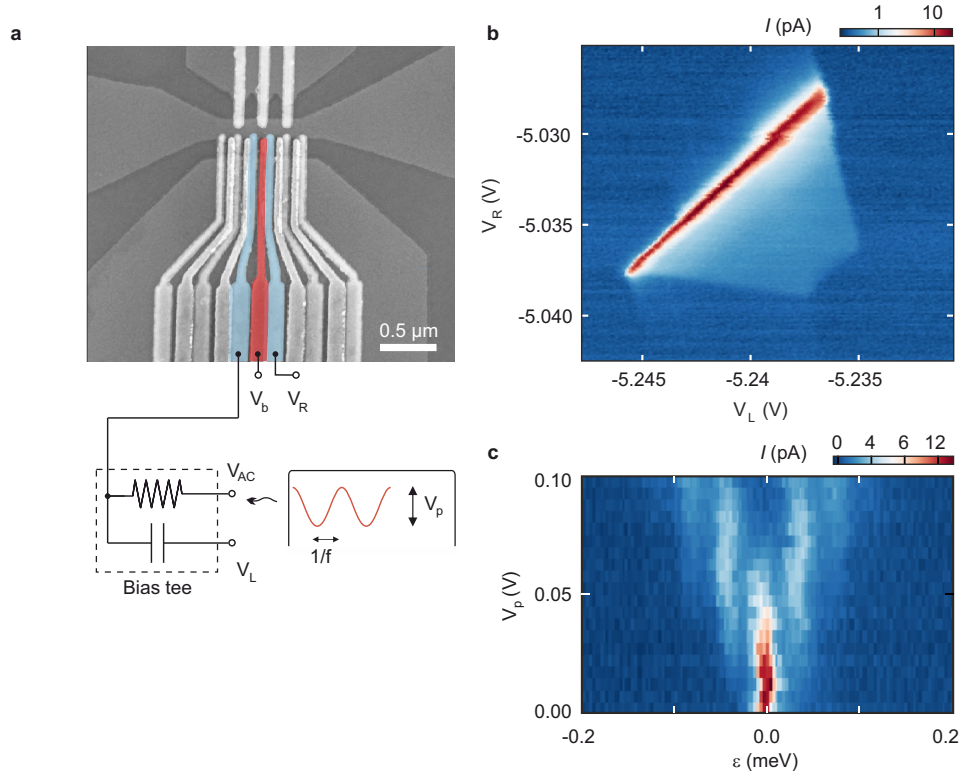 a
0.5 µm
V_b
V_R
V_AC
V_L
Bias tee
V_p
1/f
b
I (pA)
1
10
-5.030
-5.035
-5.040
V_R (V)
-5.245
-5.24
-5.235
V_L (V)
c
I (pA)
0
4
6
12
0.10
0.05
0.00
V_p (V)
-0.2
0.0
0.2
ε (meV)